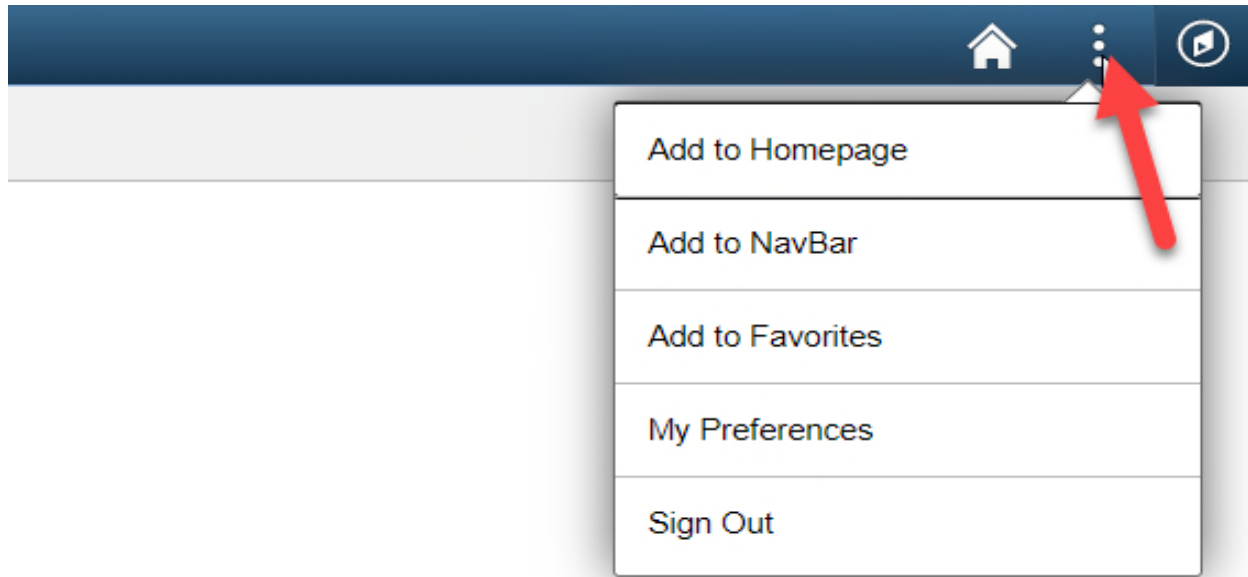 Add to Homepage
Add to NavBar
Add to Favorites
My Preferences
Sign Out